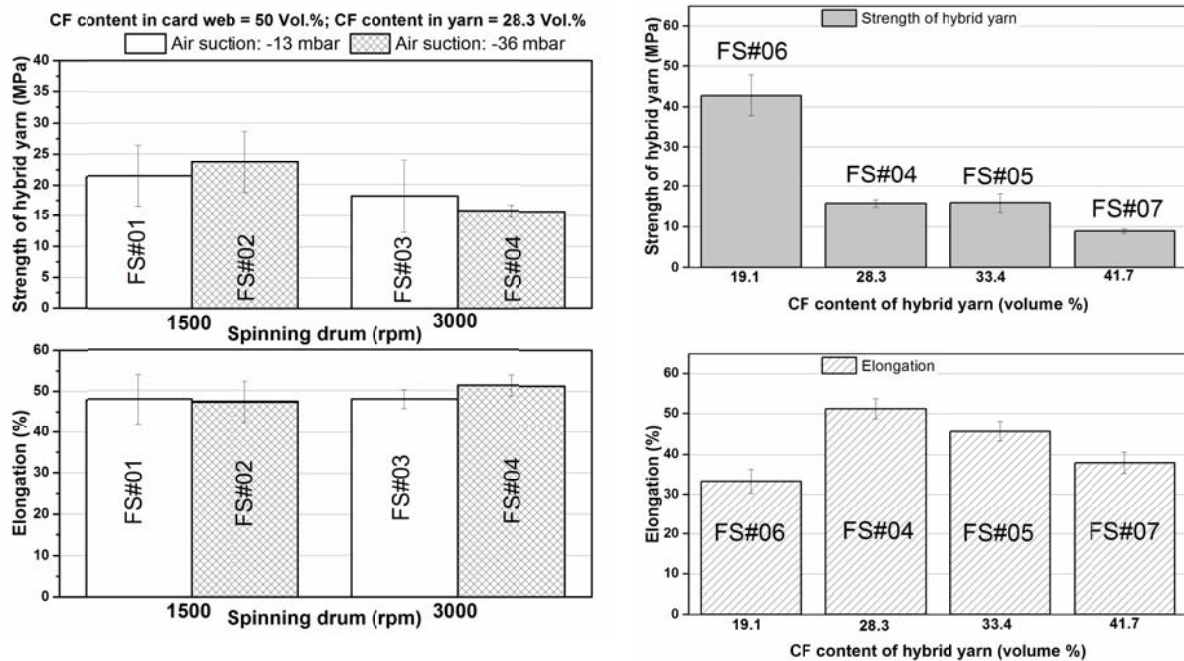 CF content in card web = 50 Vol.%; CF content in yarn = 28.3 Vol.%
Air suction: -13 mbar
Air suction: -36 mbar
Strength of hybrid yarn (MPa)
40
35
30
25
20
15
10
5
0
FS#01
FS#02
FS#03
FS#04
1500
3000
Spinning drum (rpm)
Elongation (%)
60
50
40
30
20
10
0
FS#01
FS#02
FS#03
FS#04
1500
3000
Spinning drum (rpm)
Strength of hybrid yarn
Strength of hybrid yarn (MPa)
60
50
40
30
20
10
0
FS#06
FS#04
FS#05
FS#07
19.1
28.3
33.4
41.7
CF content of hybrid yarn (volume %)
Elongation
Elongation (%)
60
50
40
30
20
10
0
FS#06
FS#04
FS#05
FS#07
19.1
28.3
33.4
41.7
CF content of hybrid yarn (volume %)